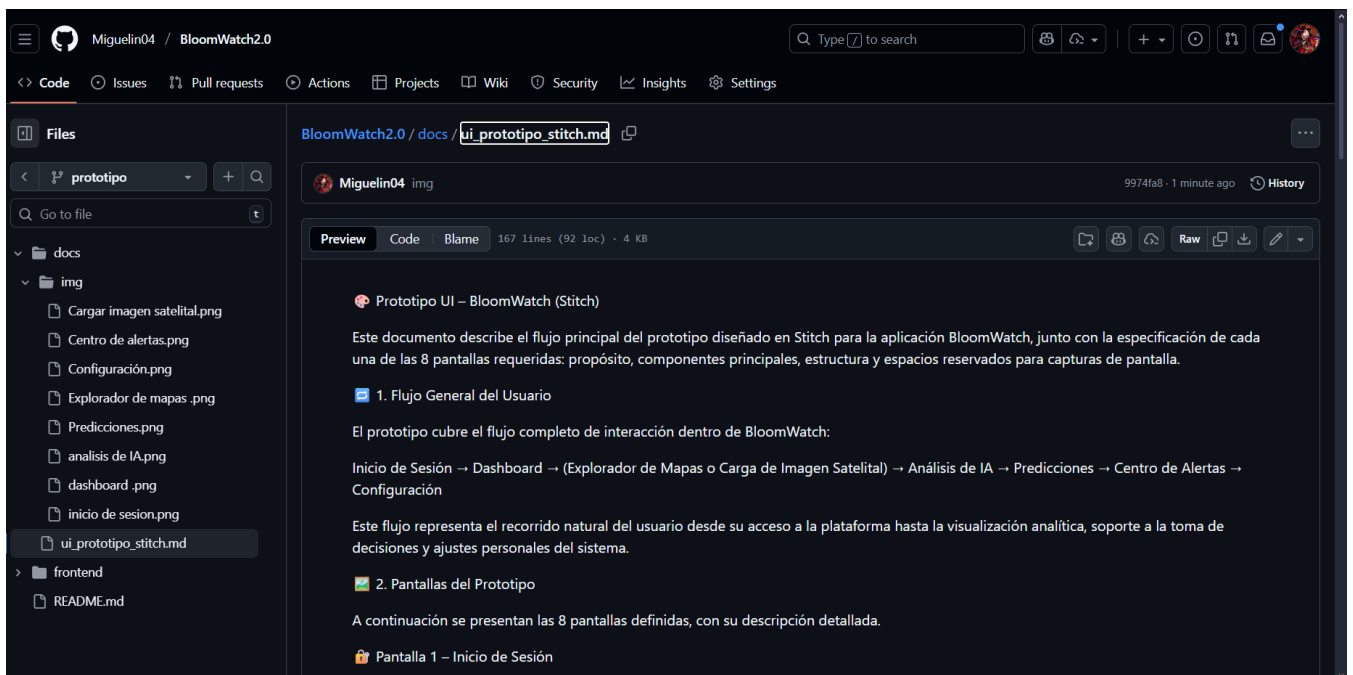 Miguelin04 / BloomWatch2.0
Type / to search
Code Issues Pull requests Actions Projects Wiki Security Insights Settings
Files
prototipo
Go to file t
docs
img
Cargar imagen satelital.png
Centro de alertas.png
Configuración.png
Explorador de mapas .png
Predicciones.png
analisis de IA.png
dashboard .png
inicio de sesion.png
ui_prototipo_stitch.md
frontend
README.md
BloomWatch2.0 / docs / ui_prototipo_stitch.md
Miguelin04 img 9974fa8 · 1 minute ago History
Preview Code Blame 167 lines (92 loc) · 4 KB Raw
🎨 Prototipo UI – BloomWatch (Stitch)
Este documento describe el flujo principal del prototipo diseñado en Stitch para la aplicación BloomWatch, junto con la especificación de cada
una de las 8 pantallas requeridas: propósito, componentes principales, estructura y espacios reservados para capturas de pantalla.
🔁 1. Flujo General del Usuario
El prototipo cubre el flujo completo de interacción dentro de BloomWatch:
Inicio de Sesión → Dashboard → (Explorador de Mapas o Carga de Imagen Satelital) → Análisis de IA → Predicciones → Centro de Alertas →
Configuración
Este flujo representa el recorrido natural del usuario desde su acceso a la plataforma hasta la visualización analítica, soporte a la toma de
decisiones y ajustes personales del sistema.
🖼️ 2. Pantallas del Prototipo
A continuación se presentan las 8 pantallas definidas, con su descripción detallada.
🔐 Pantalla 1 – Inicio de Sesión